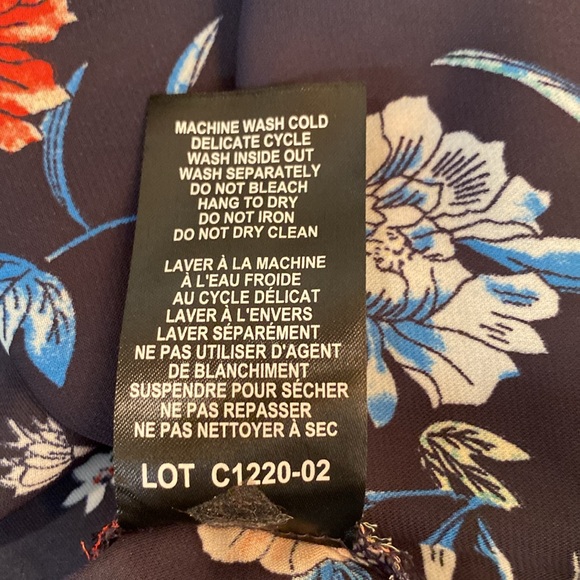 MACHINE WASH COLD
DELICATE CYCLE
WASH INSIDE OUT
WASH SEPARATELY
DO NOT BLEACH
HANG TO DRY
DO NOT IRON
DO NOT DRY CLEAN
LAVER À LA MACHINE
À L'EAU FROIDE
AU CYCLE DÉLICAT
LAVER À L'ENVERS
LAVER SÉPARÉMENT
NE PAS UTILISER D'AGENT
DE BLANCHIMENT
SUSPENDRE POUR SÉCHER
NE PAS REPASSER
NE PAS NETTOYER À SEC
LOT C1220-02